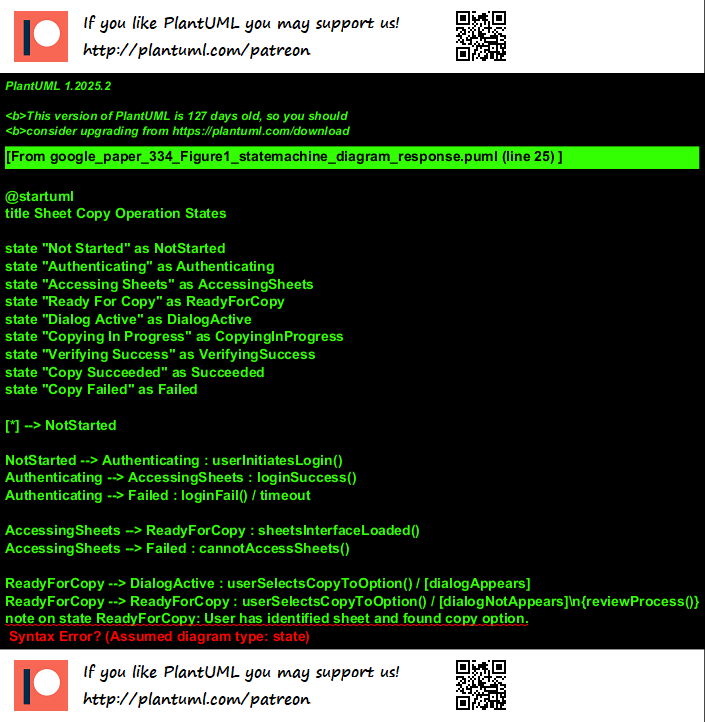 If you like PlantUML you may support us!
http://plantuml.com/patreon
PlantUML 1.2025.2
<b>This version of PlantUML is 127 days old, so you should
<b>consider upgrading from https://plantuml.com/download
[From google_paper_334_Figure1_statemachine_diagram_response.puml (line 25) ]
@startuml
title Sheet Copy Operation States
state "Not Started" as NotStarted
state "Authenticating" as Authenticating
state "Accessing Sheets" as AccessingSheets
state "Ready For Copy" as ReadyForCopy
state "Dialog Active" as DialogActive
state "Copying In Progress" as CopyingInProgress
state "Verifying Success" as VerifyingSuccess
state "Copy Succeeded" as Succeeded
state "Copy Failed" as Failed
[*] --> NotStarted
NotStarted --> Authenticating : userInitiatesLogin()
Authenticating --> AccessingSheets : loginSuccess()
Authenticating --> Failed : loginFail() / timeout
AccessingSheets --> ReadyForCopy : sheetsInterfaceLoaded()
AccessingSheets --> Failed : cannotAccessSheets()
ReadyForCopy --> DialogActive : userSelectsCopyToOption() / [dialogAppears]
ReadyForCopy --> ReadyForCopy : userSelectsCopyToOption() / [dialogNotAppears]\n{reviewProcess()}
note on state ReadyForCopy: User has identified sheet and found copy option.
Syntax Error? (Assumed diagram type: state)
If you like PlantUML you may support us!
http://plantuml.com/patreon